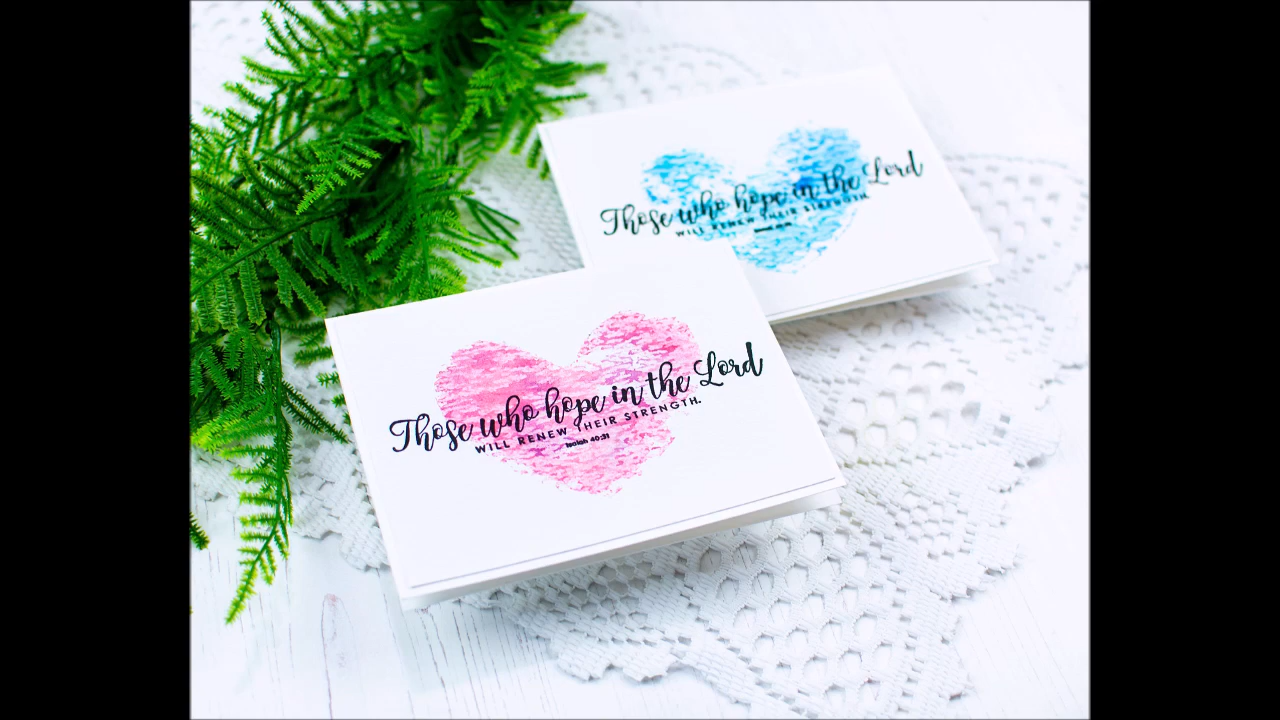 Those who hope in the Lord
WILL RENEW THEIR STRENGTH.
Those who hope in the Lord
WILL RENEW THEIR STRENGTH.
Isaiah 40:31